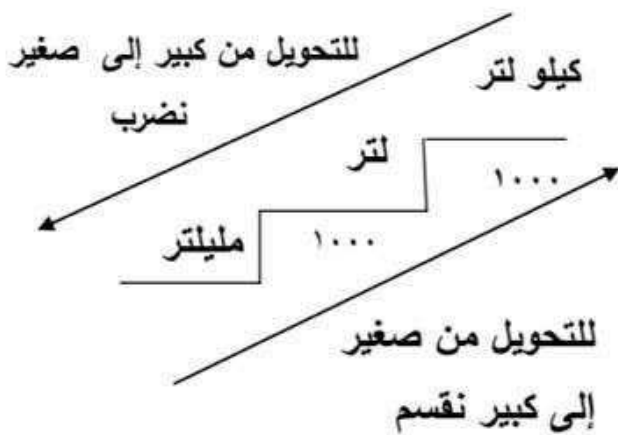 للتحويل من كبير إلى صغير
نضرب
كيلو لتر
لتر
١٠٠٠
مليلتر
١٠٠٠
للتحويل من صغير
إلى كبير نقسم